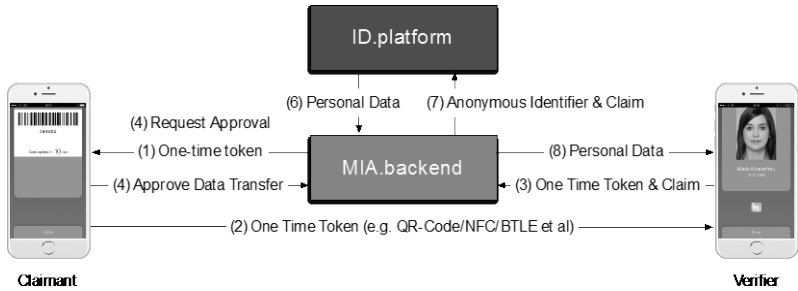 ID.platform
(6) Personal Data
(7) Anonymous Identifier & Claim
(4) Request Approval
(1) One-time token
MIA.backend
(8) Personal Data
(4) Approve Data Transfer
(3) One Time Token & Claim
(2) One Time Token (e.g. QR-Code/NFC/BTLE et al)
Claimant
Verifier